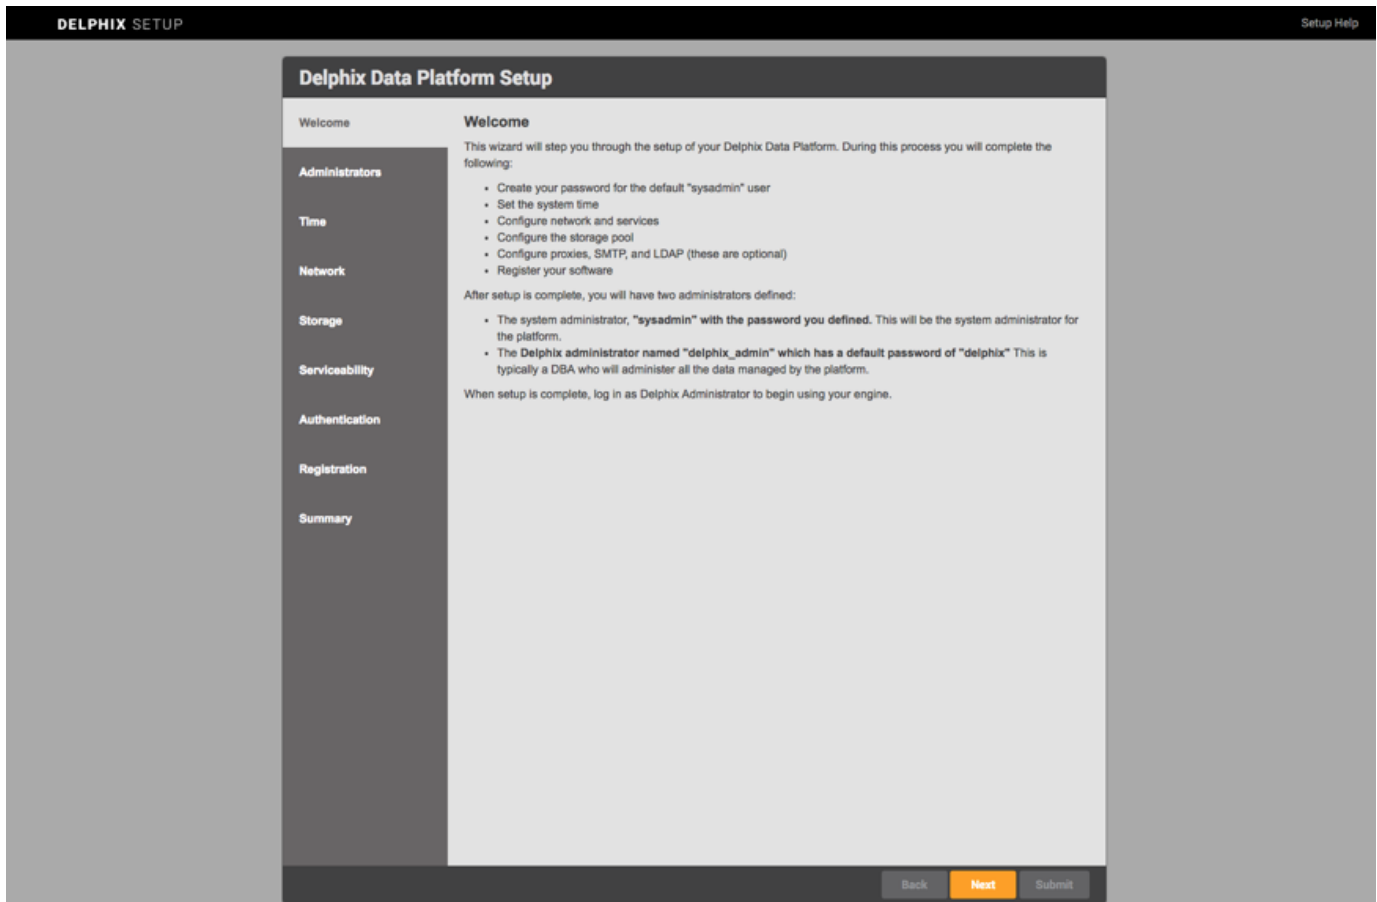 DELPHIX SETUP
Setup Help
Delphix Data Platform Setup
Welcome
Administrators
Time
Network
Storage
Serviceability
Authentication
Registration
Summary
Welcome
This wizard will step you through the setup of your Delphix Data Platform. During this process you will complete the
following:
• Create your password for the default "sysadmin" user
• Set the system time
• Configure network and services
• Configure the storage pool
• Configure proxies, SMTP, and LDAP (these are optional)
• Register your software
After setup is complete, you will have two administrators defined:
• The system administrator, "sysadmin" with the password you defined. This will be the system administrator for
the platform.
• The Delphix administrator named "delphix_admin" which has a default password of "delphix" This is
typically a DBA who will administer all the data managed by the platform.
When setup is complete, log in as Delphix Administrator to begin using your engine.
Back
Next
Submit